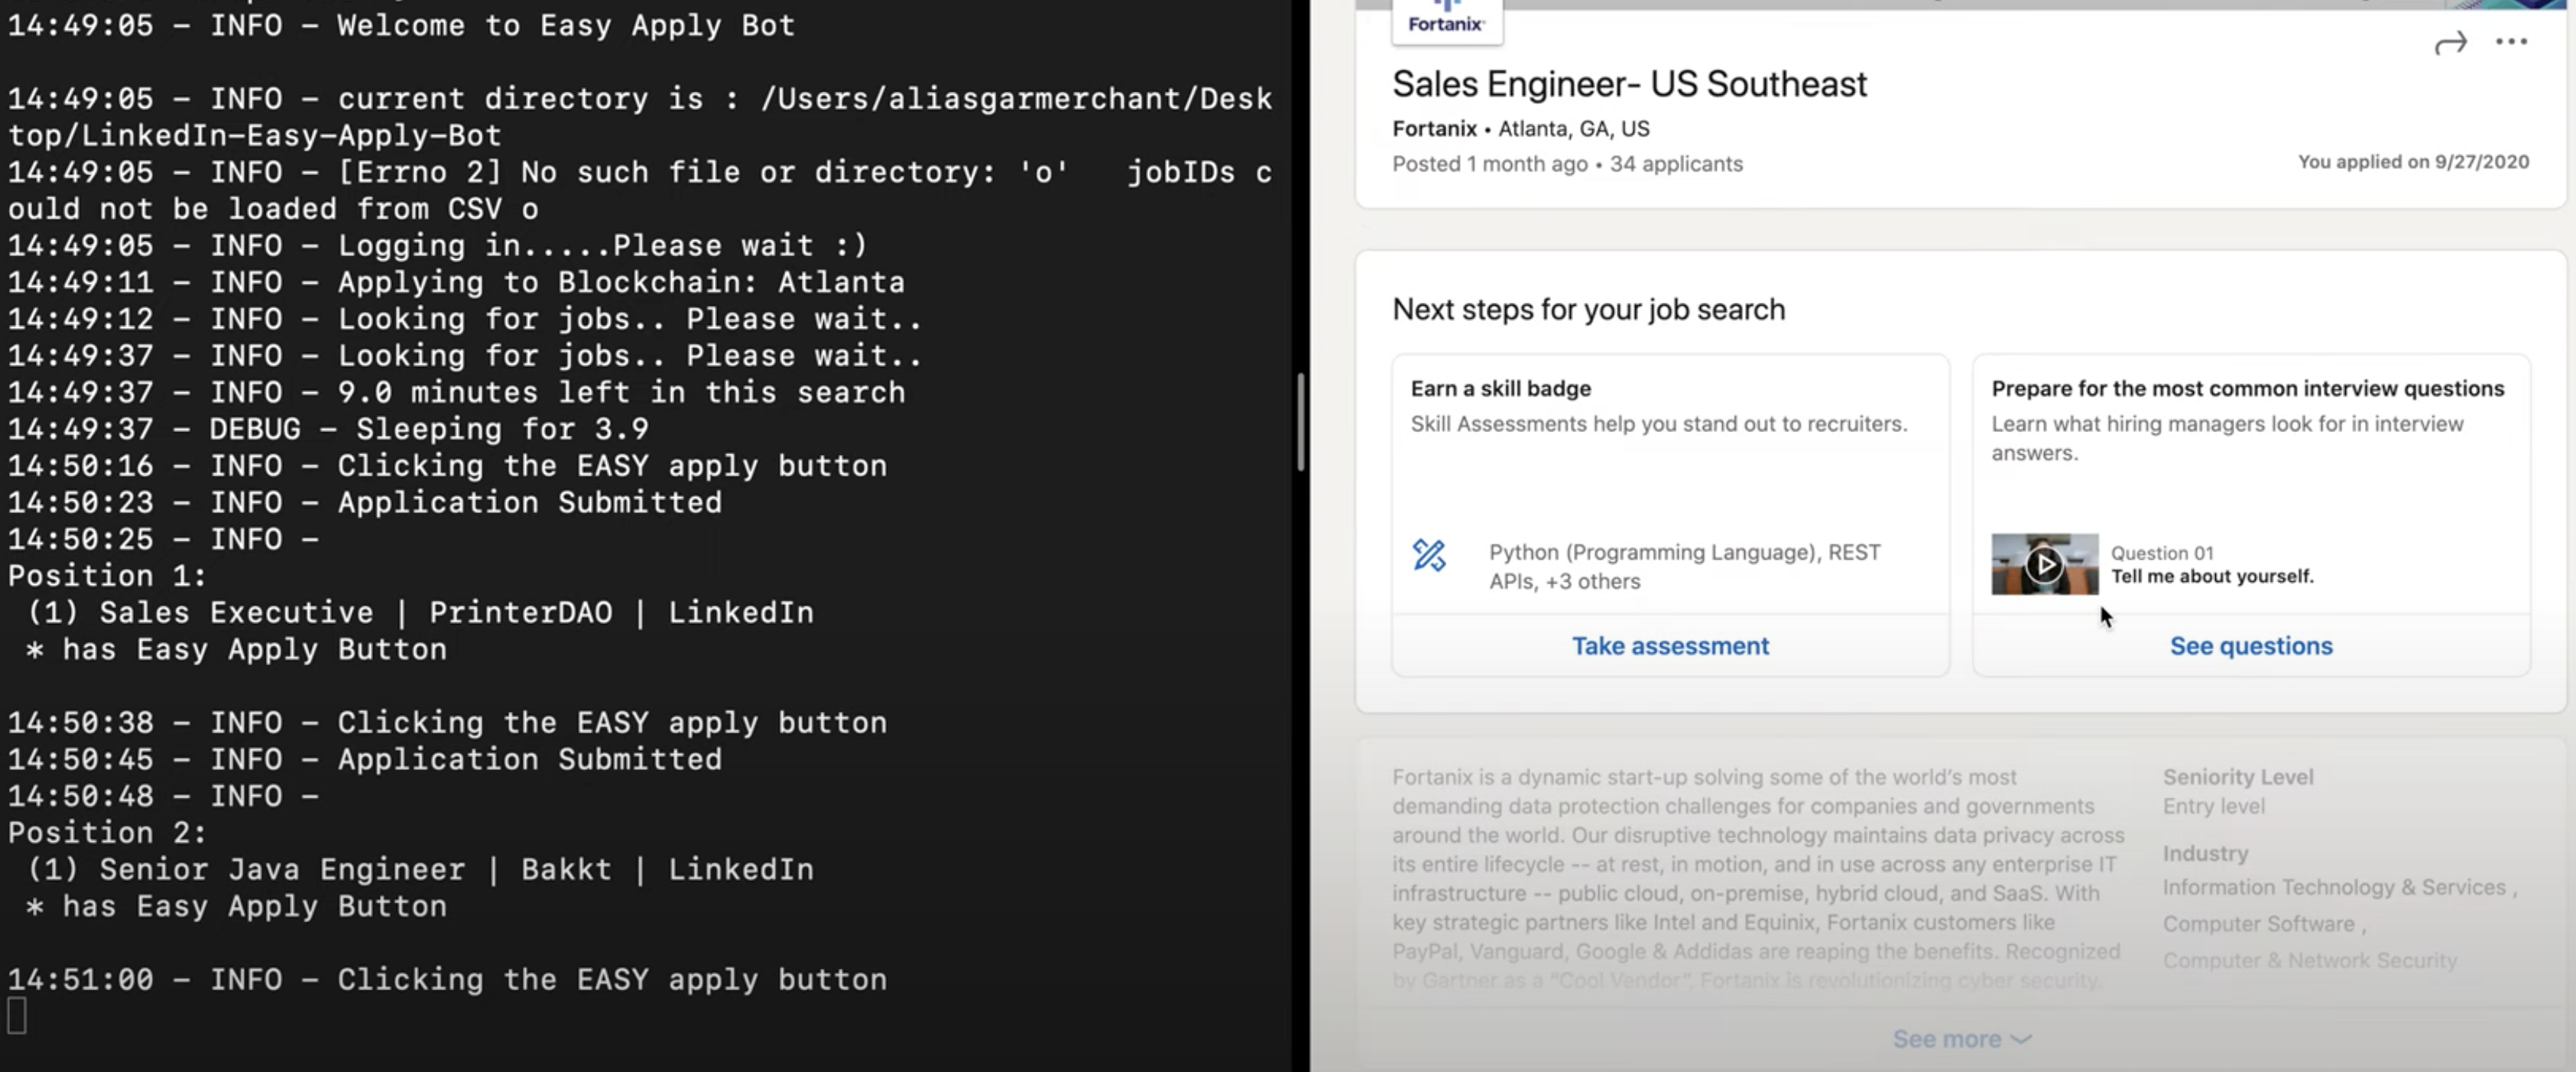 14:49:05 – INFO – Welcome to Easy Apply Bot
14:49:05 – INFO – current directory is : /Users/aliasgarmerchant/Desk
top/LinkedIn-Easy-Apply-Bot
14:49:05 – INFO – [Errno 2] No such file or directory: 'o'   jobIDs c
ould not be loaded from CSV o
14:49:05 – INFO – Logging in.....Please wait :)
14:49:11 – INFO – Applying to Blockchain: Atlanta
14:49:12 – INFO – Looking for jobs.. Please wait..
14:49:37 – INFO – Looking for jobs.. Please wait..
14:49:37 – INFO – 9.0 minutes left in this search
14:49:37 – DEBUG – Sleeping for 3.9
14:50:16 – INFO – Clicking the EASY apply button
14:50:23 – INFO – Application Submitted
14:50:25 – INFO –
Position 1:
(1) Sales Executive | PrinterDAO | LinkedIn
* has Easy Apply Button
14:50:38 – INFO – Clicking the EASY apply button
14:50:45 – INFO – Application Submitted
14:50:48 – INFO –
Position 2:
(1) Senior Java Engineer | Bakkt | LinkedIn
* has Easy Apply Button
14:51:00 – INFO – Clicking the EASY apply button
Fortanix
Sales Engineer- US Southeast
Fortanix • Atlanta, GA, US
Posted 1 month ago • 34 applicants
You applied on 9/27/2020
Next steps for your job search
Earn a skill badge
Skill Assessments help you stand out to recruiters.
Python (Programming Language), REST
APIs, +3 others
Take assessment
Prepare for the most common interview questions
Learn what hiring managers look for in interview
answers.
Question 01
Tell me about yourself.
See questions
Fortanix is a dynamic start-up solving some of the world's most
demanding data protection challenges for companies and governments
around the world. Our disruptive technology maintains data privacy across
its entire lifecycle -- at rest, in motion, and in use across any enterprise IT
infrastructure -- public cloud, on-premise, hybrid cloud, and SaaS. With
key strategic partners like Intel and Equinix, Fortanix customers like
PayPal, Vanguard, Google & Addidas are reaping the benefits. Recognized
by Gartner as a "Cool Vendor", Fortanix is revolutionizing cyber security.
Seniority Level
Entry level
Industry
Information Technology & Services ,
Computer Software ,
Computer & Network Security
See more